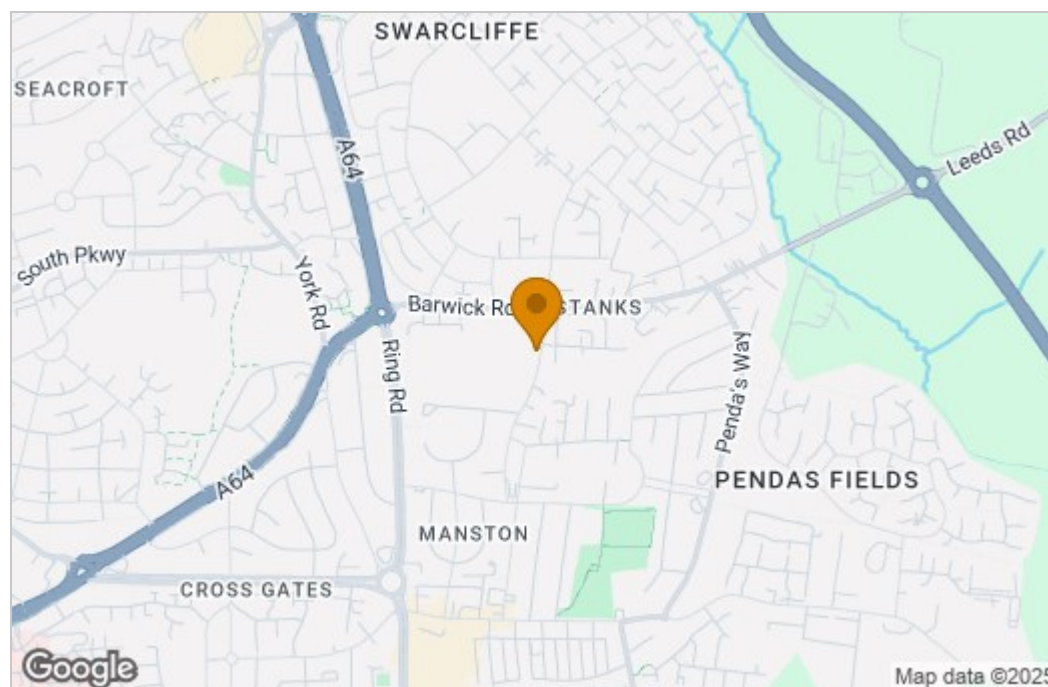 SWARCLIFFE
SEACROFT
A64
Leeds Rd
South Pkwy
York Rd
Barwick Rd
STANKS
Ring Rd
Penda's Way
A64
PENDAS FIELDS
MANSTON
CROSS GATES
Google
Map data ©2025